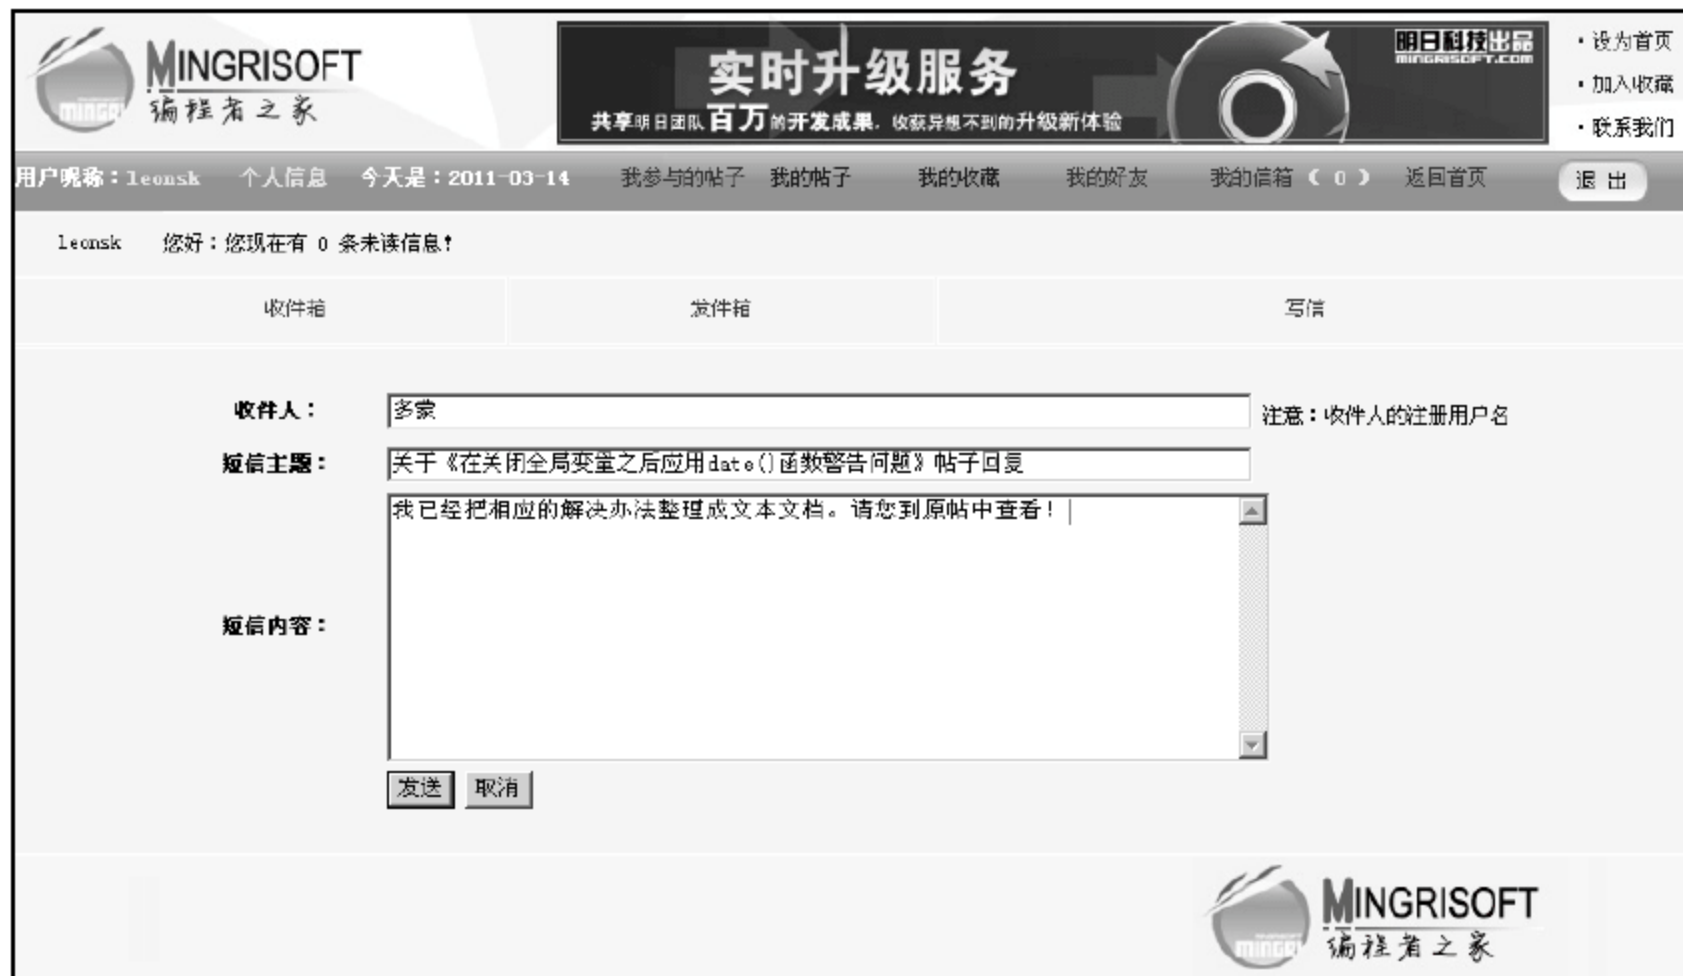 MINGRISOFT
编程者之家
实时升级服务
共享明日团队百万的开发成果，收获异想不到的升级新体验
明日科技出品
MINGRISOFT.COM
·设为首页
·加入收藏
·联系我们
用户昵称：leonsk 个人信息 今天是：2011-03-14 我参与的帖子 我的帖子 我的收藏 我的好友 我的信箱（ 0 ） 返回首页 退 出
leonsk 您好：您现在有 0 条未读信息！
收件箱 发件箱 写信
收件人： 多蒙 注意：收件人的注册用户名
短信主题： 关于《在关闭全局变量之后应用date()函数警告问题》帖子回复
短信内容： 我已经把相应的解决办法整理成文本文档。请您到原帖中查看！
发送 取消
MINGRISOFT
编程者之家